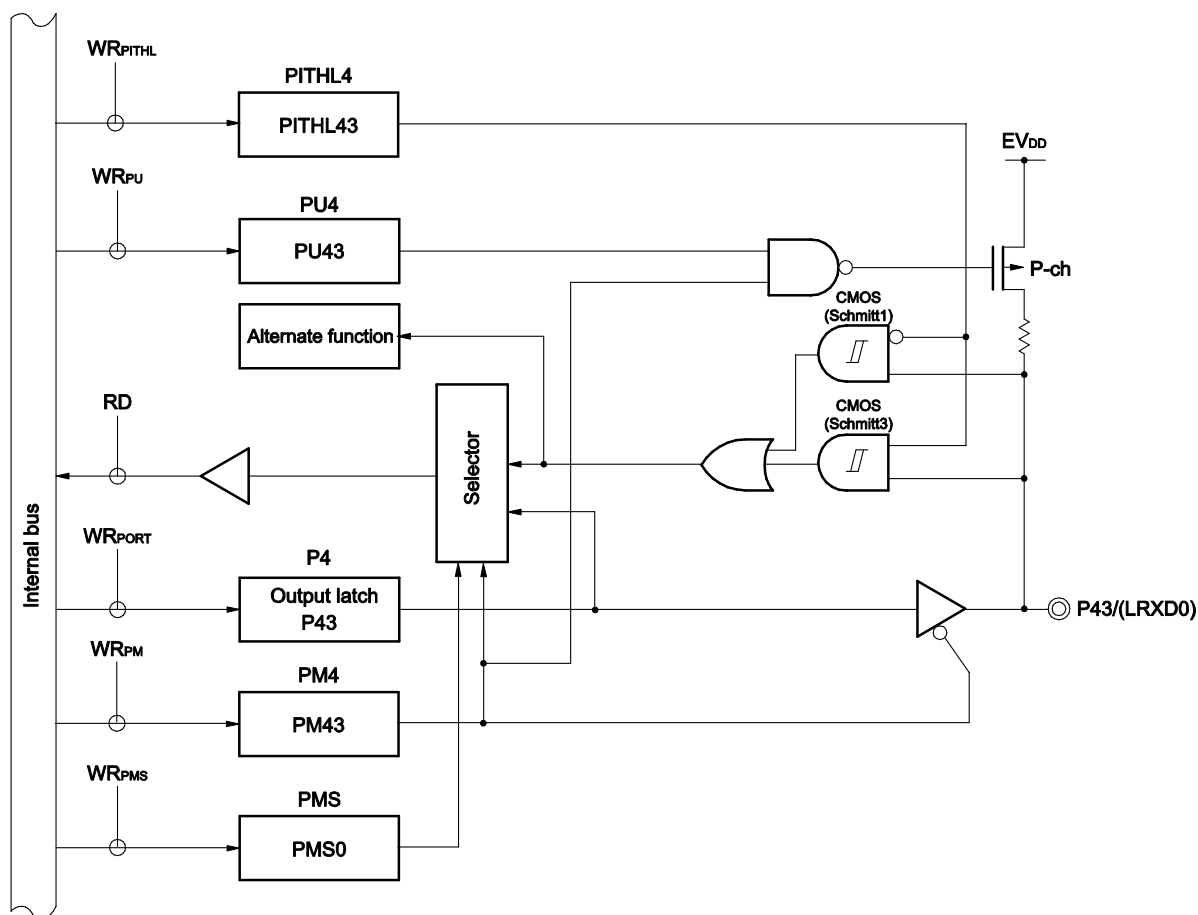 WRPITHL
PITHL4
PITHL43
EVDD
WRPU
PU4
PU43
P-ch
CMOS
(Schmitt1)
Alternate function
RD
CMOS
(Schmitt3)
Selector
Internal bus
WRPORT
P4
Output latch
P43
P43/(LRXD0)
WRPM
PM4
PM43
WRPMS
PMS
PMS0